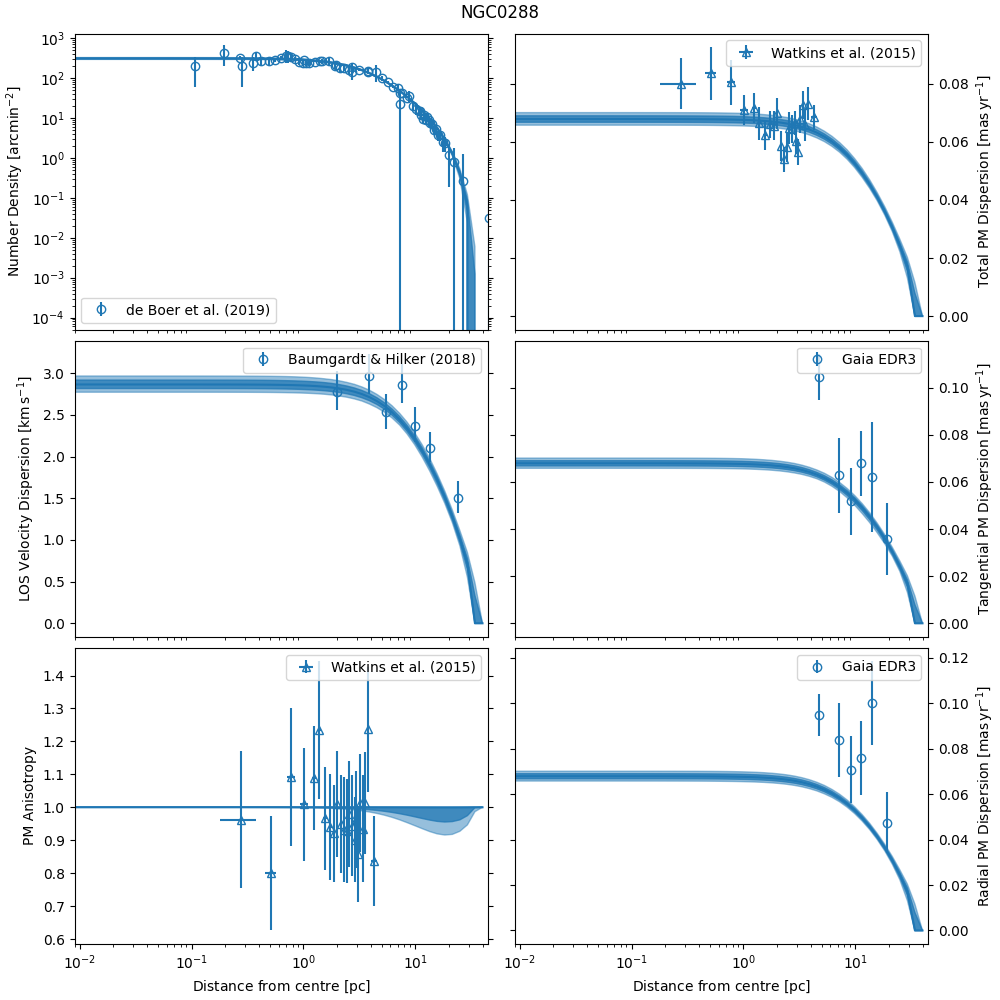 NGC0288
10³
10²
10¹
10⁰
10⁻¹
10⁻²
10⁻³
10⁻⁴
Number Density [arcmin⁻²]
de Boer et al. (2019)
Watkins et al. (2015)
0.08
0.06
0.04
0.02
0.00
Total PM Dispersion [mas yr⁻¹]
3.0
2.5
2.0
1.5
1.0
0.5
0.0
LOS Velocity Dispersion [km s⁻¹]
Baumgardt & Hilker (2018)
Gaia EDR3
0.10
0.08
0.06
0.04
0.02
0.00
Tangential PM Dispersion [mas yr⁻¹]
1.4
1.3
1.2
1.1
1.0
0.9
0.8
0.7
0.6
PM Anisotropy
Watkins et al. (2015)
10⁻² 10⁻¹ 10⁰ 10¹
Distance from centre [pc]
Gaia EDR3
0.12
0.10
0.08
0.06
0.04
0.02
0.00
Radial PM Dispersion [mas yr⁻¹]
10⁻² 10⁻¹ 10⁰ 10¹
Distance from centre [pc]